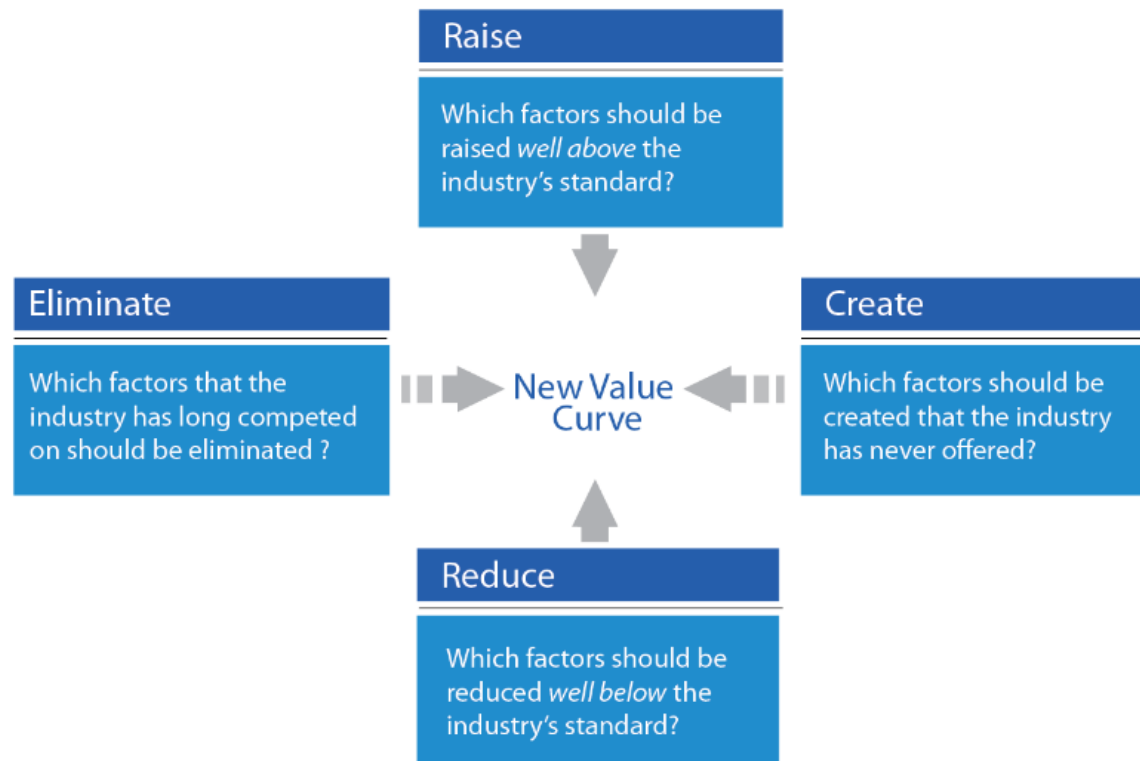 Raise
Which factors should be
raised well above the
industry’s standard?
Eliminate
Which factors that the
industry has long competed
on should be eliminated ?
New Value
Curve
Create
Which factors should be
created that the industry
has never offered?
Reduce
Which factors should be
reduced well below the
industry’s standard?